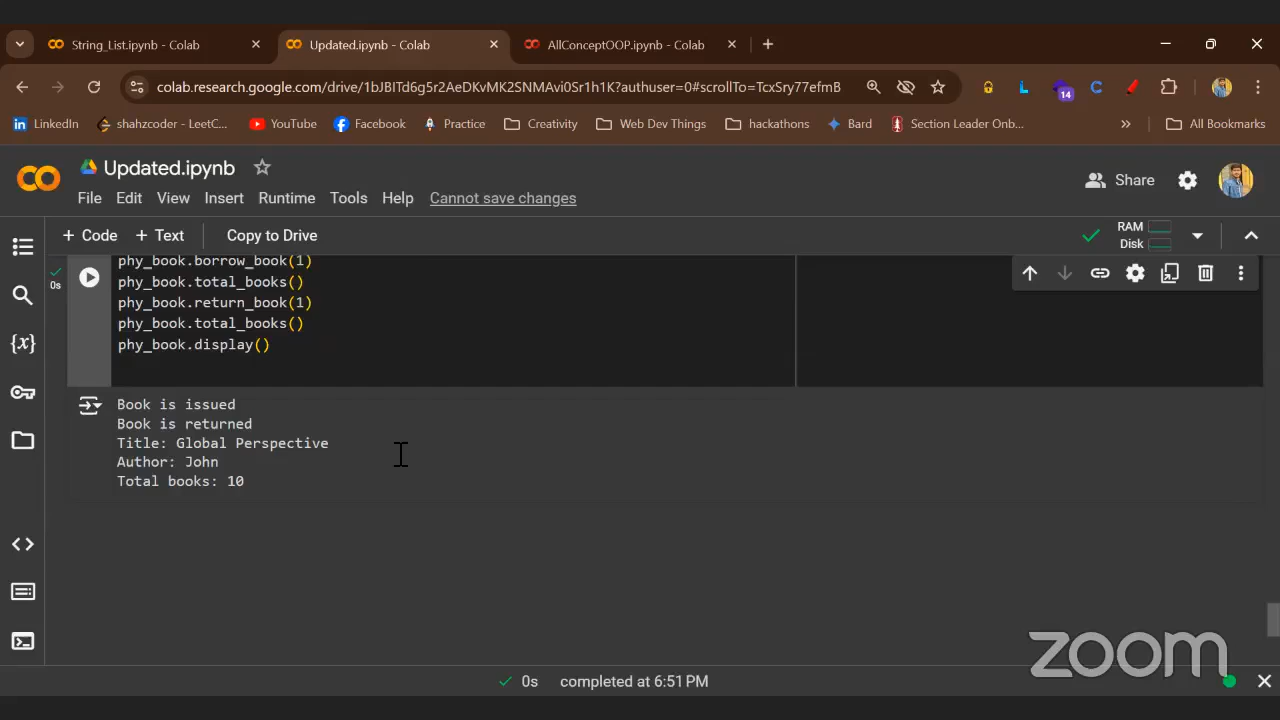 String_List.ipynb - Colab
Updated.ipynb - Colab
AllConceptOOP.ipynb - Colab
colab.research.google.com/drive/1bJBITd6g5r2AeDKvMK2SNMAvi0Sr1h1K?authuser=0#scrollTo=TcxSry77efmB
14
LinkedIn
shahzcoder - LeetC...
YouTube
Facebook
Practice
Creativity
Web Dev Things
hackathons
Bard
Section Leader Onb...
All Bookmarks
Updated.ipynb
Share
File Edit View Insert Runtime Tools Help Cannot save changes
+ Code + Text Copy to Drive
RAM
Disk
phy_book.borrow_book(1)
0s
phy_book.total_books()
phy_book.return_book(1)
phy_book.total_books()
phy_book.display()
Book is issued
Book is returned
Title: Global Perspective
Author: John
Total books: 10
zoom
0s completed at 6:51 PM